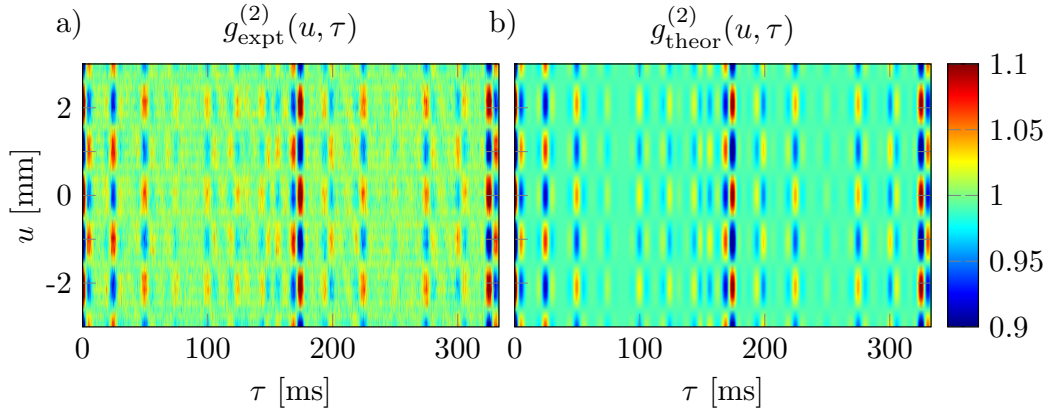 a) g^{(2)}_{expt}(u, τ) b) g^{(2)}_{theor}(u, τ)
1.1
2 1.05
0 1
0.95
-2
0.9
u [mm]
0 100 200 300 0 100 200 300
τ [ms] τ [ms]